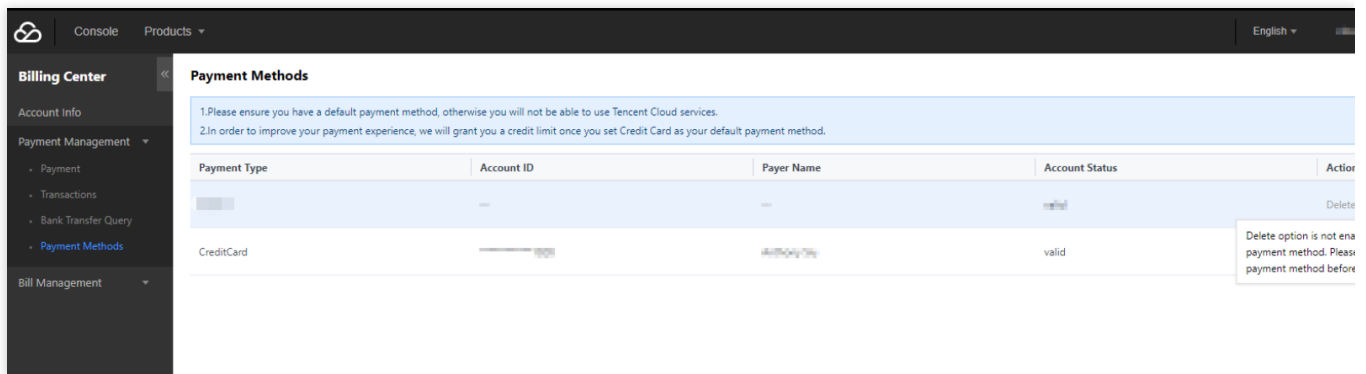 Console Products English
Billing Center
Payment Methods
Account Info
1.Please ensure you have a default payment method, otherwise you will not be able to use Tencent Cloud services.
2.In order to improve your payment experience, we will grant you a credit limit once you set Credit Card as your default payment method.
Payment Management
Payment Type Account ID Payer Name Account Status Action
Payment
Transactions
Delete
Bank Transfer Query
Payment Methods
Delete option is not ena
CreditCard valid
payment method. Please
payment method before
Bill Management